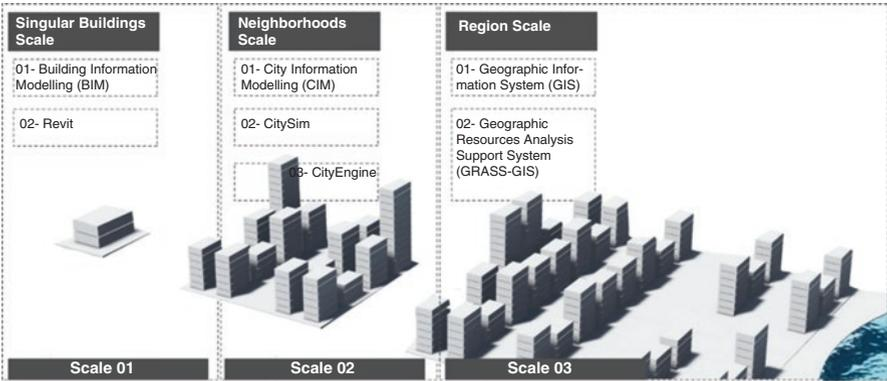 Singular Buildings
Scale
01- Building Information
Modelling (BIM)
02- Revit
Scale 01
Neighborhoods
Scale
01- City Information
Modelling (CIM)
02- CitySim
03- CityEngine
Scale 02
Region Scale
01- Geographic Infor-
mation System (GIS)
02- Geographic
Resources Analysis
Support System
(GRASS-GIS)
Scale 03